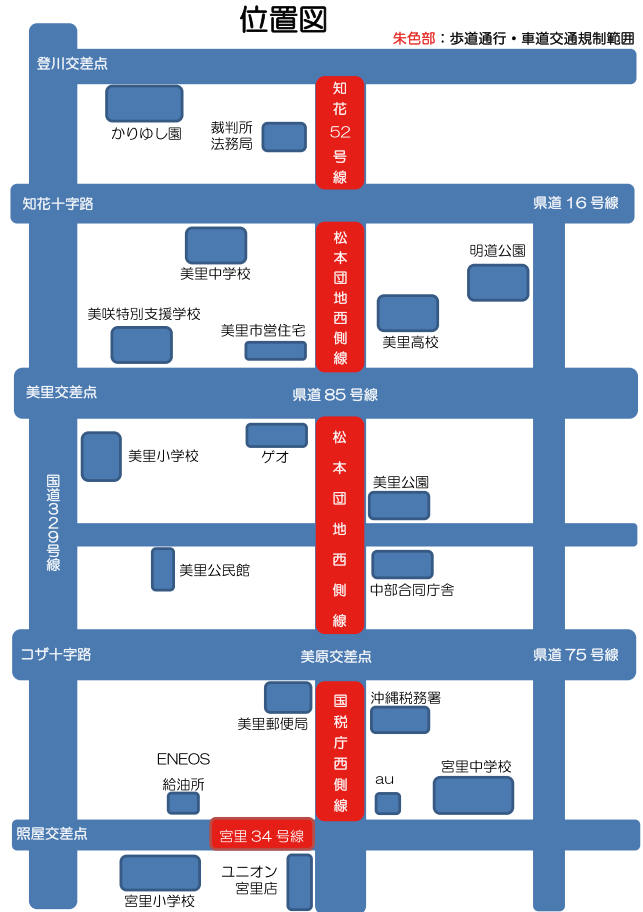 位置図
朱色部：歩道通行・車道交通規制範囲
登川交差点
かりゆし園
裁判所
法務局
知花52号線
知花十字路
県道16号線
美里中学校
松本団地西側線
明道公園
美咲特別支援学校
美里市営住宅
美里高校
美里交差点
県道85号線
美里小学校
ゲオ
松本団地西側線
美里公園
国道329号線
美里公民館
中部合同庁舎
コザ十字路
美原交差点
県道75号線
美里郵便局
国税庁西側線
沖縄税務署
ENEOS
給油所
au
宮里中学校
照屋交差点
宮里34号線
宮里小学校
ユニオン
宮里店